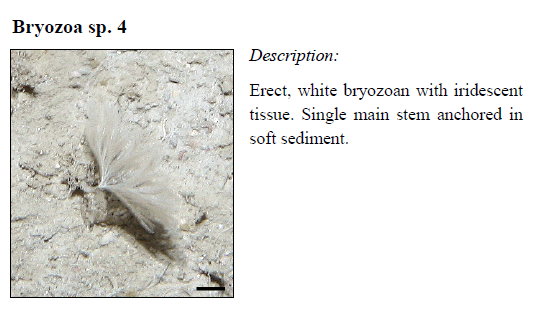 Bryozoa sp. 4
Description:
Erect, white bryozoan with iridescent
tissue. Single main stem anchored in
soft sediment.